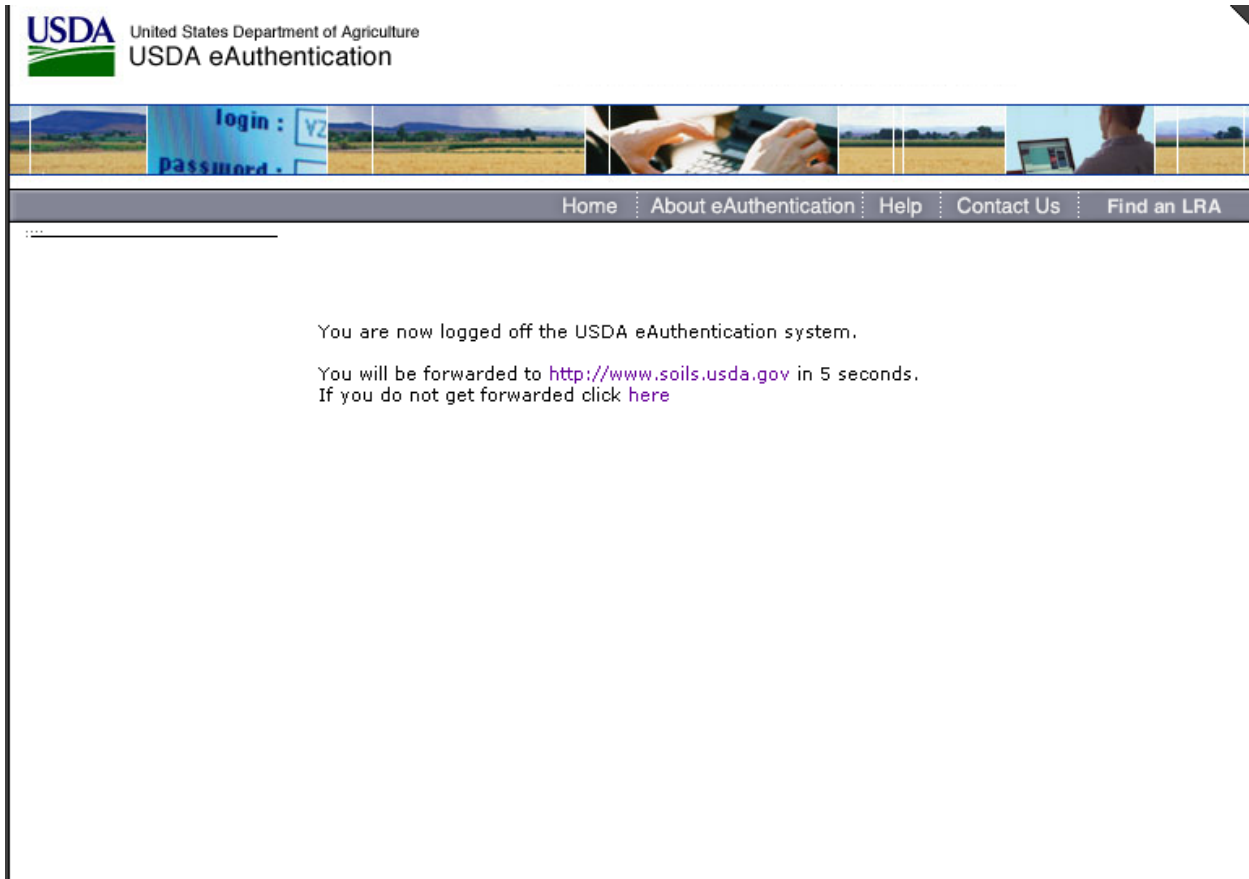 USDA United States Department of Agriculture
USDA eAuthentication
login : YZ
password :
Home About eAuthentication Help Contact Us Find an LRA
You are now logged off the USDA eAuthentication system.
You will be forwarded to http://www.soils.usda.gov in 5 seconds.
If you do not get forwarded click here